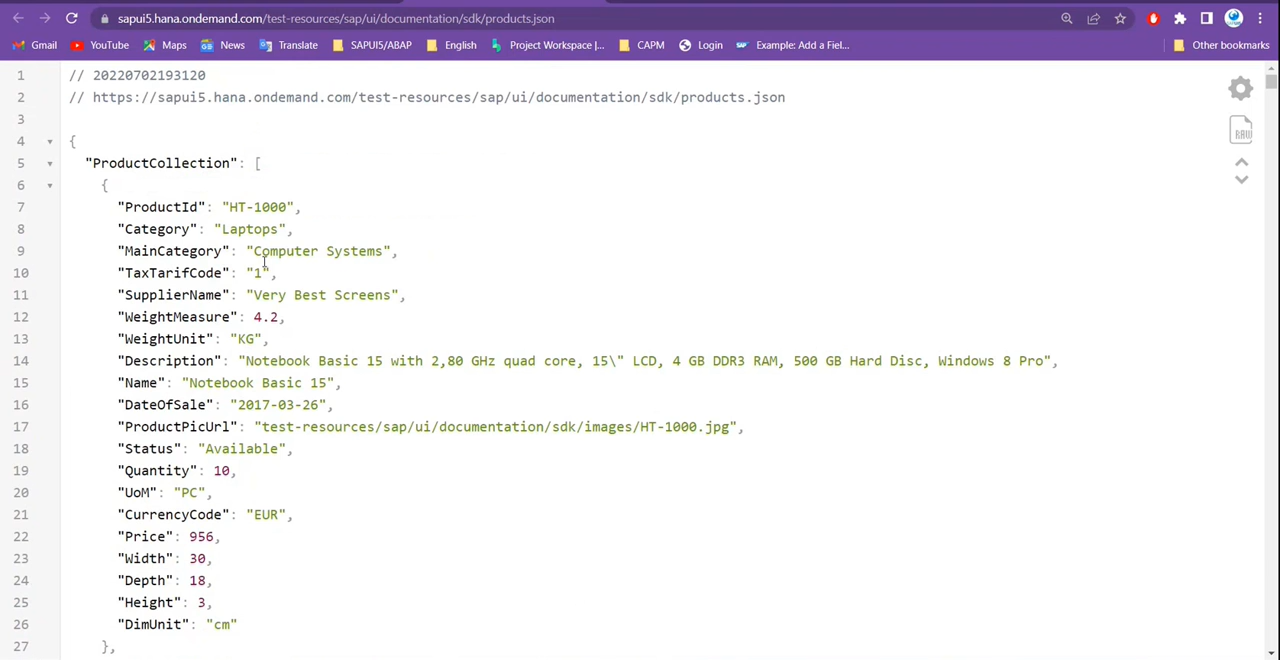 sapui5.hana.ondemand.com/test-resources/sap/ui/documentation/sdk/products.json
Gmail YouTube Maps News Translate SAPUI5/ABAP English Project Workspace |... CAPM Login Example: Add a Fiel... Other bookmarks
1 // 20220702193120
2 // https://sapui5.hana.ondemand.com/test-resources/sap/ui/documentation/sdk/products.json
3
4 {
5 "ProductCollection": [
6 {
7 "ProductId": "HT-1000",
8 "Category": "Laptops",
9 "MainCategory": "Computer Systems",
10 "TaxTarifCode": "1",
11 "SupplierName": "Very Best Screens",
12 "WeightMeasure": 4.2,
13 "WeightUnit": "KG",
14 "Description": "Notebook Basic 15 with 2,80 GHz quad core, 15\" LCD, 4 GB DDR3 RAM, 500 GB Hard Disc, Windows 8 Pro",
15 "Name": "Notebook Basic 15",
16 "DateOfSale": "2017-03-26",
17 "ProductPicUrl": "test-resources/sap/ui/documentation/sdk/images/HT-1000.jpg",
18 "Status": "Available",
19 "Quantity": 10,
20 "UoM": "PC",
21 "CurrencyCode": "EUR",
22 "Price": 956,
23 "Width": 30,
24 "Depth": 18,
25 "Height": 3,
26 "DimUnit": "cm"
27 },
RAW